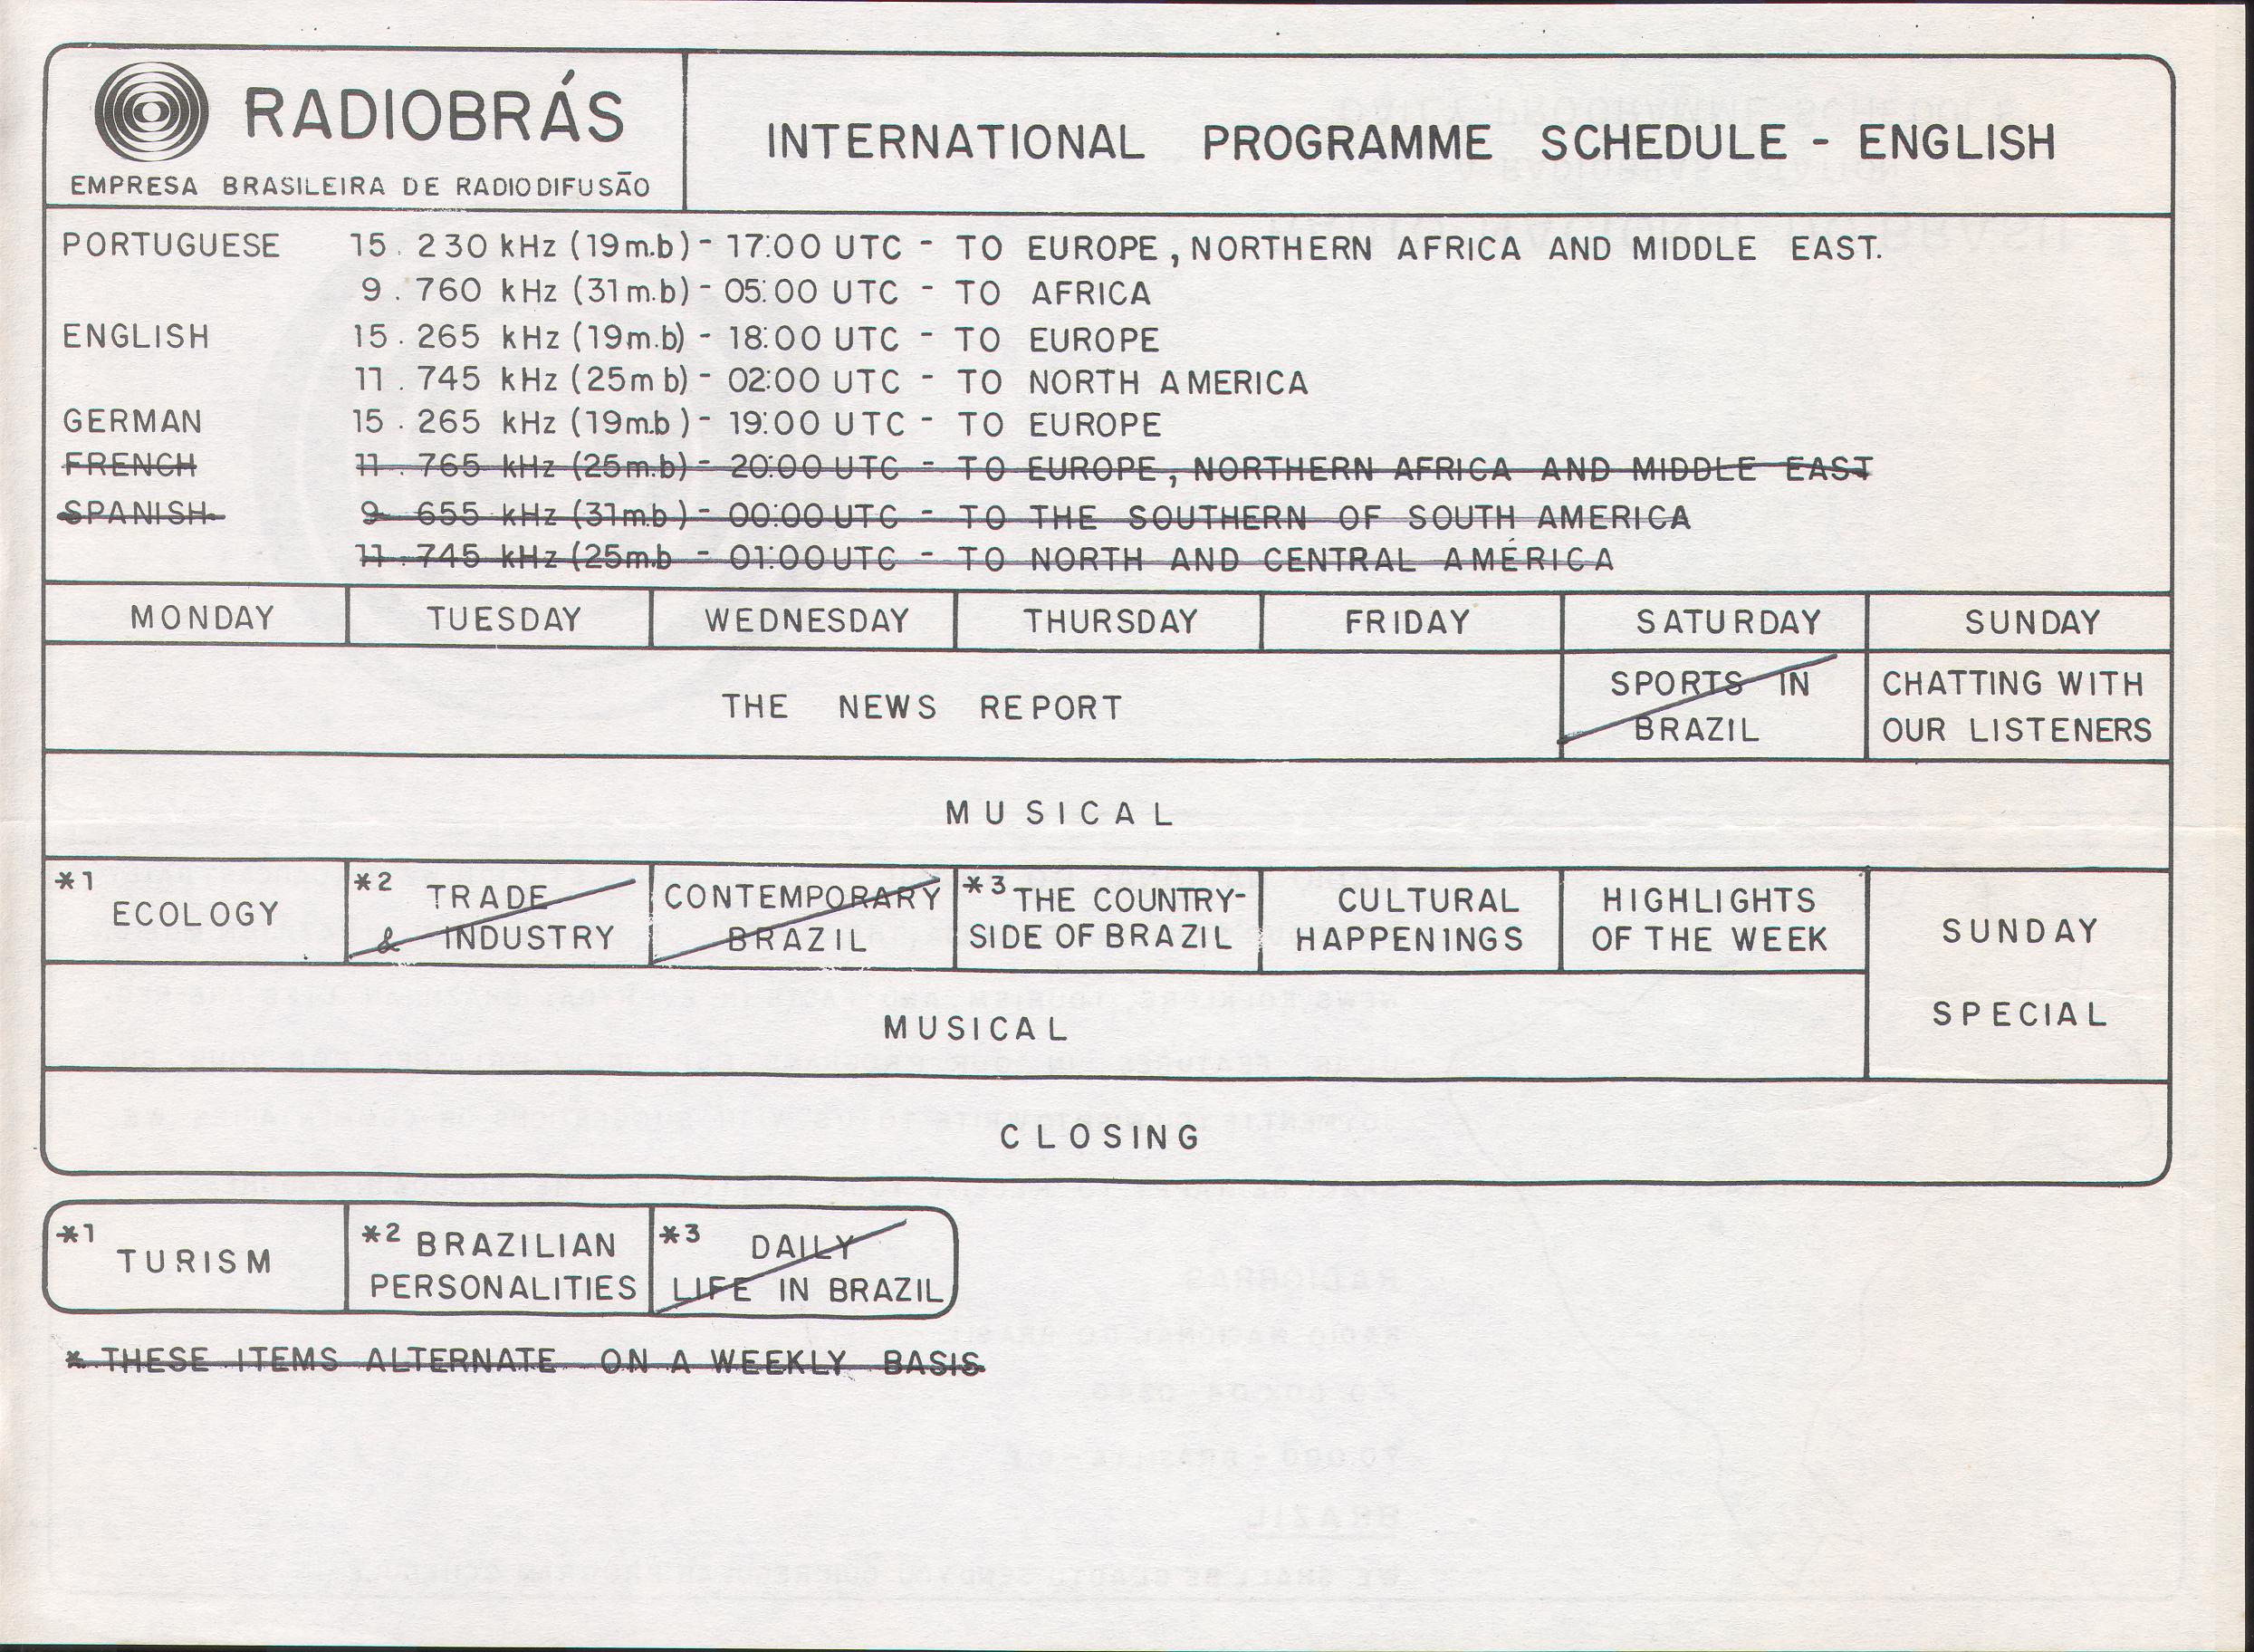 RADIOBRÁS
EMPRESA BRASILEIRA DE RADIODIFUSÃO
INTERNATIONAL PROGRAMME SCHEDULE - ENGLISH
PORTUGUESE 15.230 kHz (19m.b) - 17:00 UTC - TO EUROPE, NORTHERN AFRICA AND MIDDLE EAST.
9.760 kHz (31m.b) - 05:00 UTC - TO AFRICA
ENGLISH 15.265 kHz (19m.b) - 18:00 UTC - TO EUROPE
11.745 kHz (25m b) - 02:00 UTC - TO NORTH AMERICA
GERMAN 15.265 kHz (19m.b) - 19:00 UTC - TO EUROPE
FRENCH 11.765 kHz (25m.b) - 20:00 UTC - TO EUROPE, NORTHERN AFRICA AND MIDDLE EAST
SPANISH 9 655 kHz (31m.b) - 00:00 UTC - TO THE SOUTHERN OF SOUTH AMERICA
11.745 kHz (25m.b - 01:00 UTC - TO NORTH AND CENTRAL AMÉRICA
MONDAY TUESDAY WEDNESDAY THURSDAY FRIDAY SATURDAY SUNDAY
THE NEWS REPORT
SPORTS IN
BRAZIL
CHATTING WITH
OUR LISTENERS
MUSICAL
*1
ECOLOGY
*2 TRADE
& INDUSTRY
CONTEMPORARY
BRAZIL
*3 THE COUNTRY-
SIDE OF BRAZIL
CULTURAL
HAPPENINGS
HIGHLIGHTS
OF THE WEEK
SUNDAY
SPECIAL
MUSICAL
CLOSING
*1
TURISM
*2 BRAZILIAN
PERSONALITIES
*3 DAILY
LIFE IN BRAZIL
* THESE ITEMS ALTERNATE ON A WEEKLY BASIS